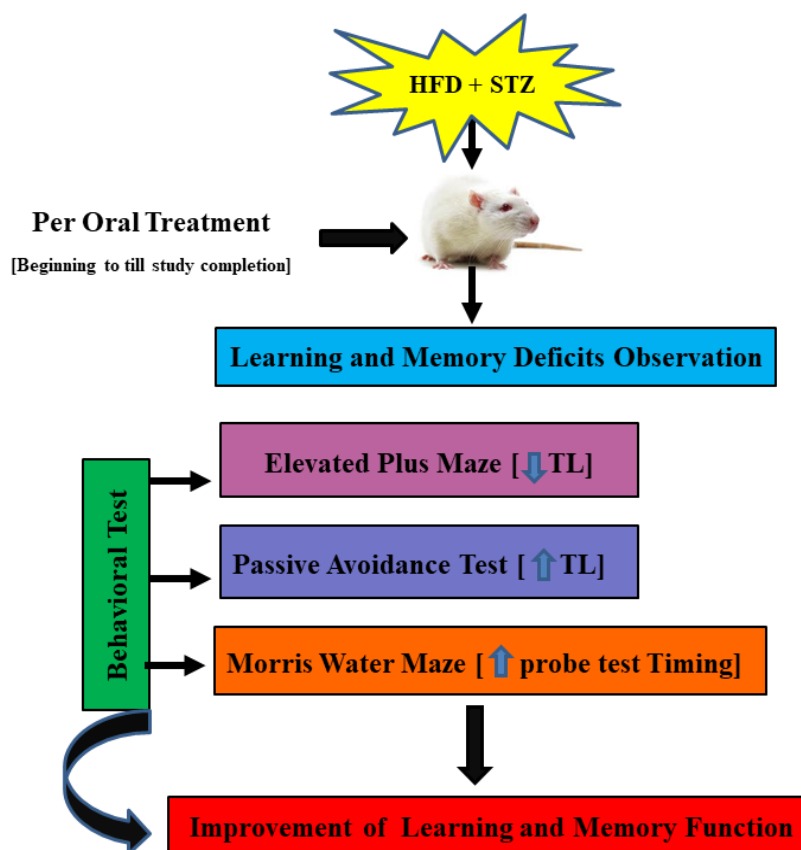 HFD + STZ
Per Oral Treatment
[Beginning to till study completion]
Learning and Memory Deficits Observation
Behavioral Test
Elevated Plus Maze [ TL]
Passive Avoidance Test [ TL]
Morris Water Maze [ probe test Timing]
Improvement of Learning and Memory Function